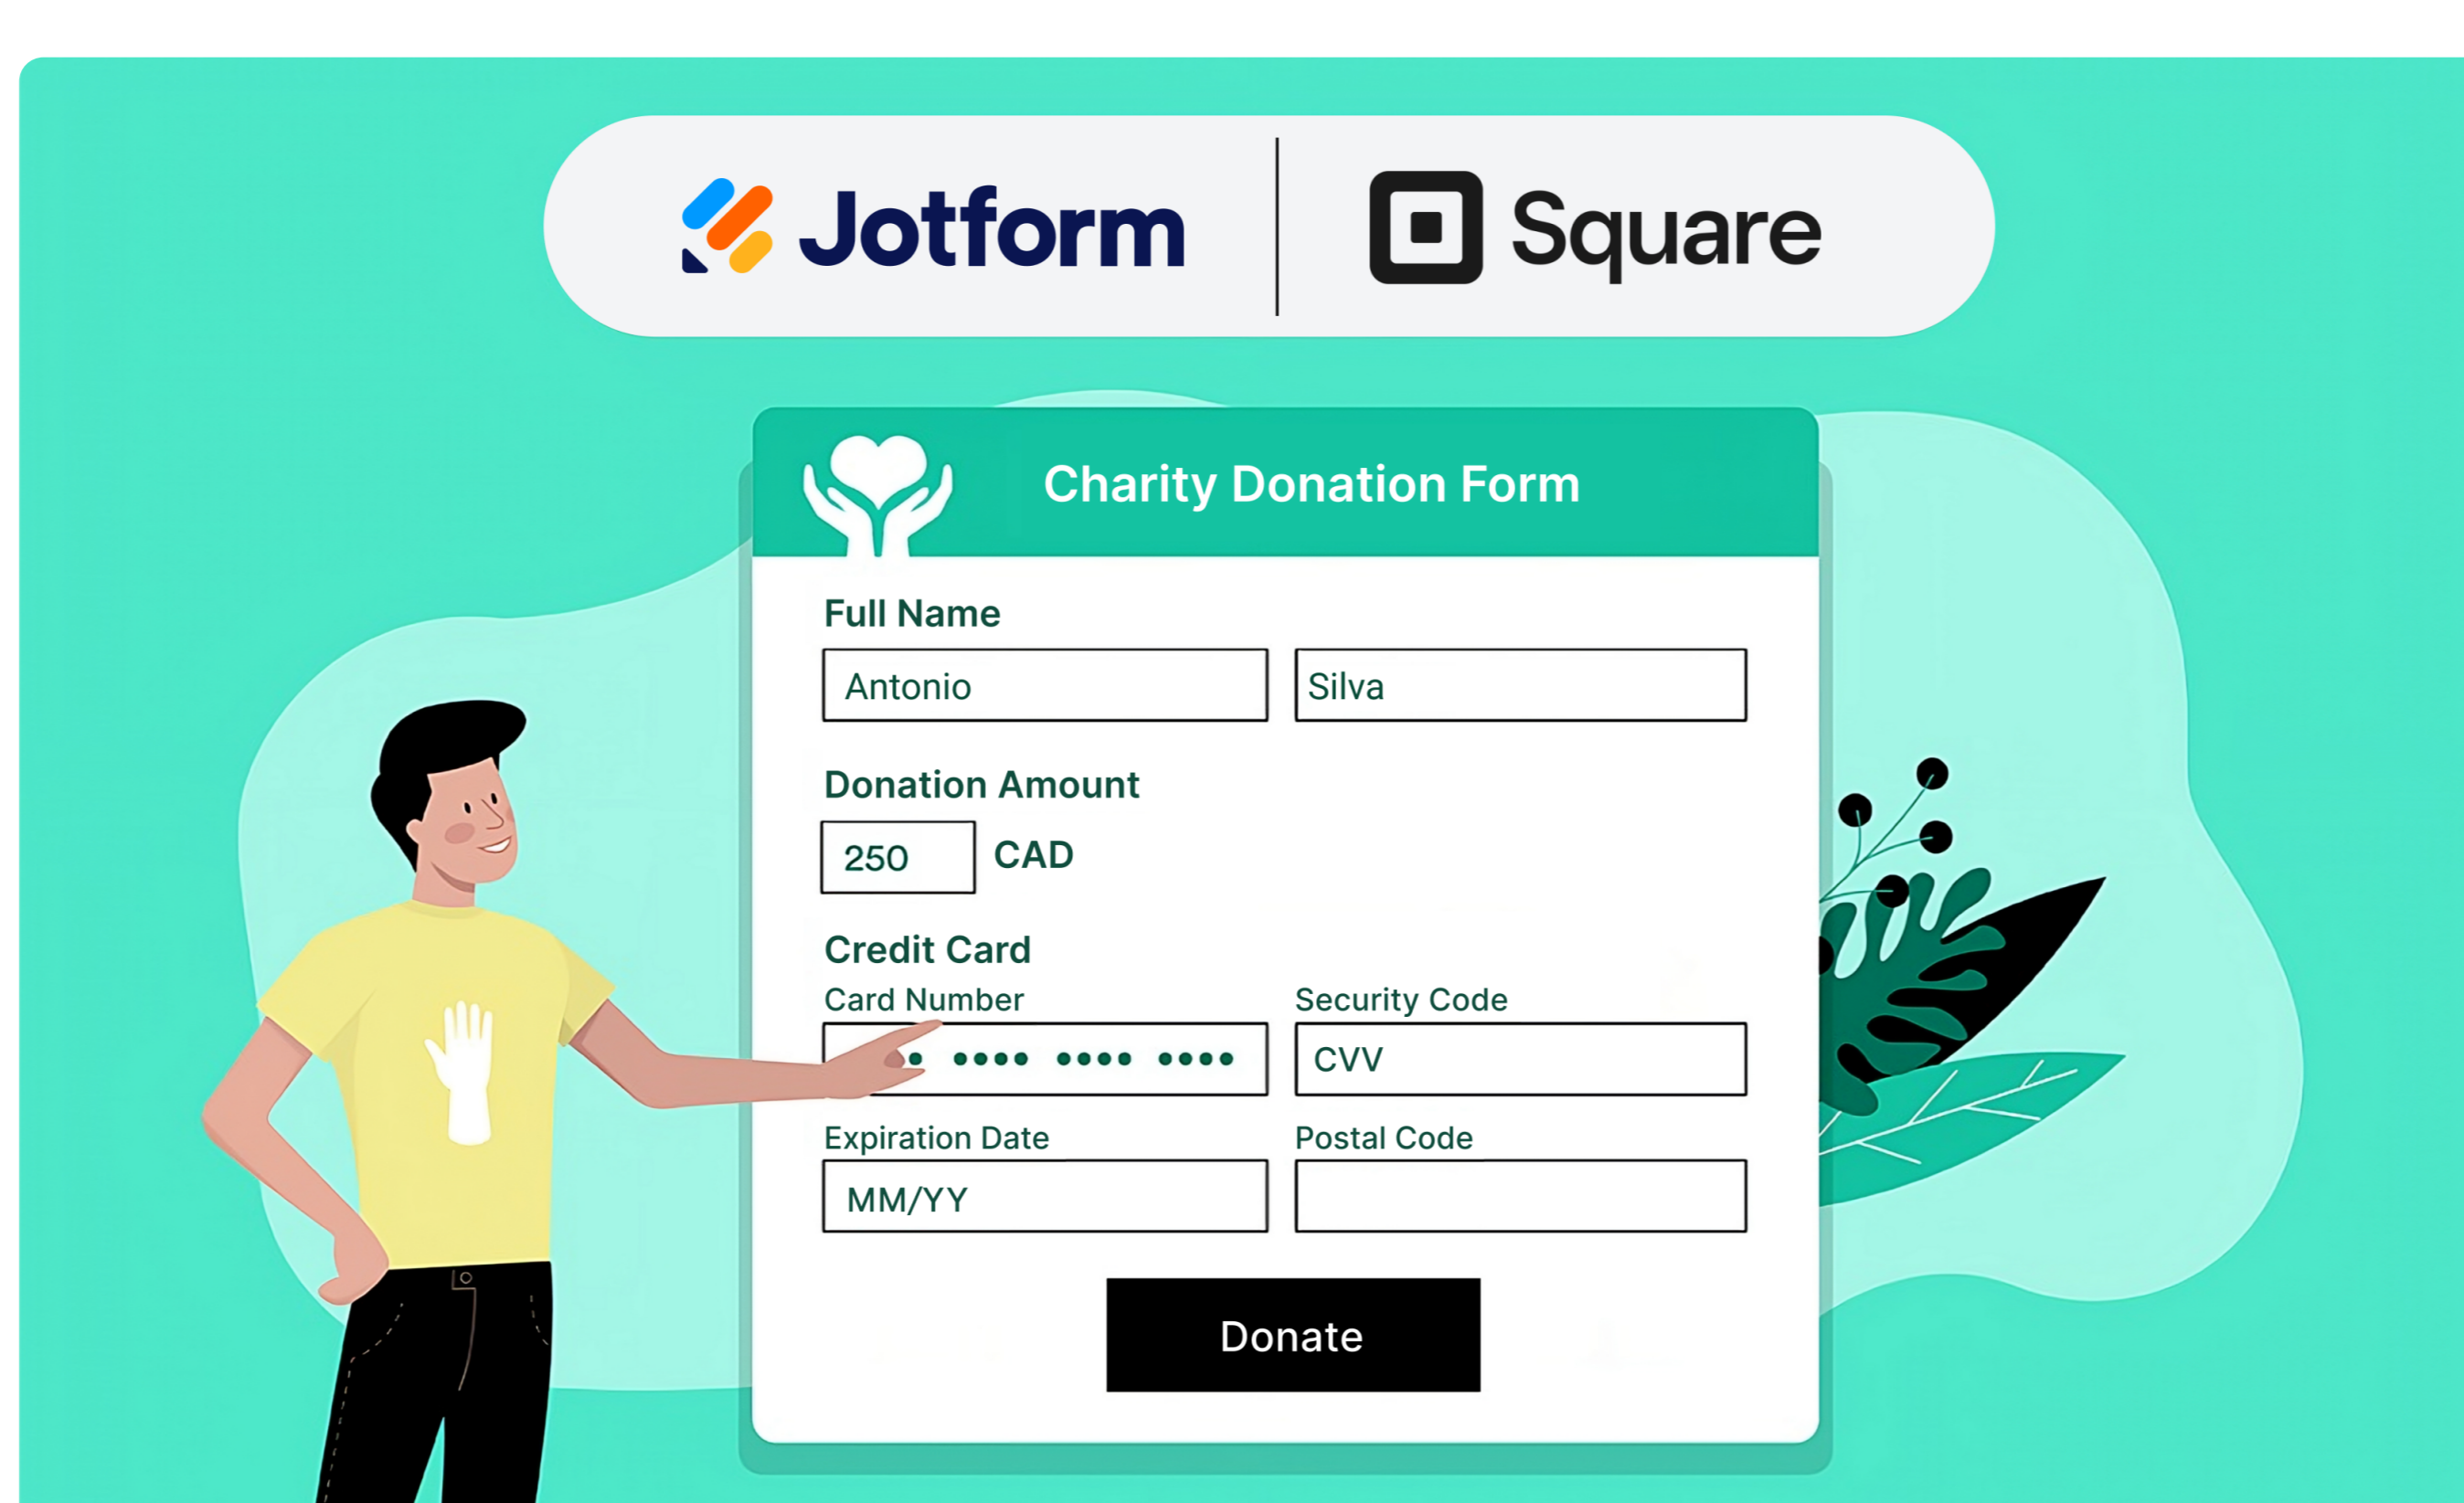 Jotform
Square
Charity Donation Form
Full Name
Antonio
Silva
Donation Amount
250 CAD
Credit Card
Card Number
Security Code
•••• •••• ••••
CVV
Expiration Date
Postal Code
MM/YY
Donate